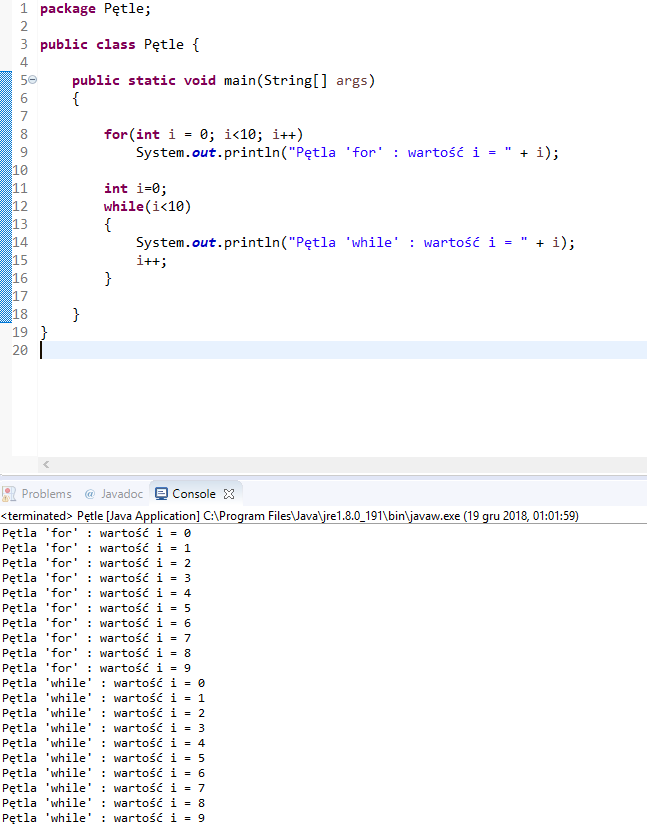 1 package Pętle;
2
3 public class Pętle {
4
5 public static void main(String[] args)
6 {
7
8 for(int i = 0; i<10; i++)
9 System.out.println("Pętla 'for' : wartość i = " + i);
10
11 int i=0;
12 while(i<10)
13 {
14 System.out.println("Pętla 'while' : wartość i = " + i);
15 i++;
16 }
17
18 }
19 }
20
Problems @ Javadoc Console
<terminated> Pętle [Java Application] C:\Program Files\Java\jre1.8.0_191\bin\javaw.exe (19 gru 2018, 01:01:59)
Pętla 'for' : wartość i = 0
Pętla 'for' : wartość i = 1
Pętla 'for' : wartość i = 2
Pętla 'for' : wartość i = 3
Pętla 'for' : wartość i = 4
Pętla 'for' : wartość i = 5
Pętla 'for' : wartość i = 6
Pętla 'for' : wartość i = 7
Pętla 'for' : wartość i = 8
Pętla 'for' : wartość i = 9
Pętla 'while' : wartość i = 0
Pętla 'while' : wartość i = 1
Pętla 'while' : wartość i = 2
Pętla 'while' : wartość i = 3
Pętla 'while' : wartość i = 4
Pętla 'while' : wartość i = 5
Pętla 'while' : wartość i = 6
Pętla 'while' : wartość i = 7
Pętla 'while' : wartość i = 8
Pętla 'while' : wartość i = 9